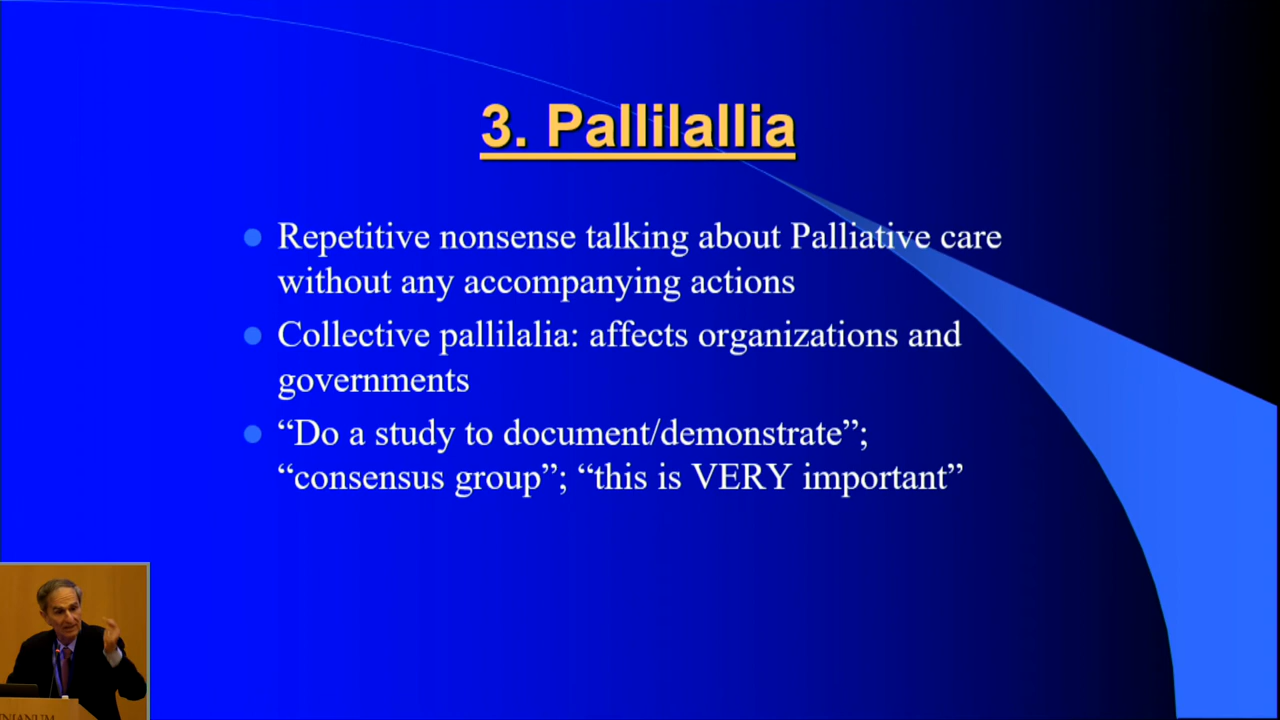 3. Pallilallia
Repetitive nonsense talking about Palliative care
without any accompanying actions
Collective pallilalia: affects organizations and
governments
“Do a study to document/demonstrate”;
“consensus group”; “this is VERY important”
NIANUM